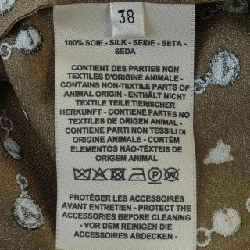 38
100% SOIE - SILK - SEIDE - SETA -
SEDA
CONTIENT DES PARTIES NON
TEXTILES D'ORIGINE ANIMALE -
CONTAINS NON-TEXTILE PARTS OF
ANIMAL ORIGIN - ENTHÄLT NICHT
TEXTILE TEILE TIERISCHER
HERKUNFT - CONTIENE PARTES NO
TEXTILES DE ORIGEN ANIMAL -
CONTIENE PARTI NON TESSILI DI
ORIGINE ANIMALE - CONTÉM
ELEMENTOS NÃO-TÊXTEIS DE
ORIGEM ANIMAL
PROTÉGER LES ACCESSOIRES
AVANT ENTRETIEN - PROTECT THE
ACCESSORIES BEFORE CLEANING
- VOR DEM REINIGEN DIE
ACCESSOIRES ABDECKEN -